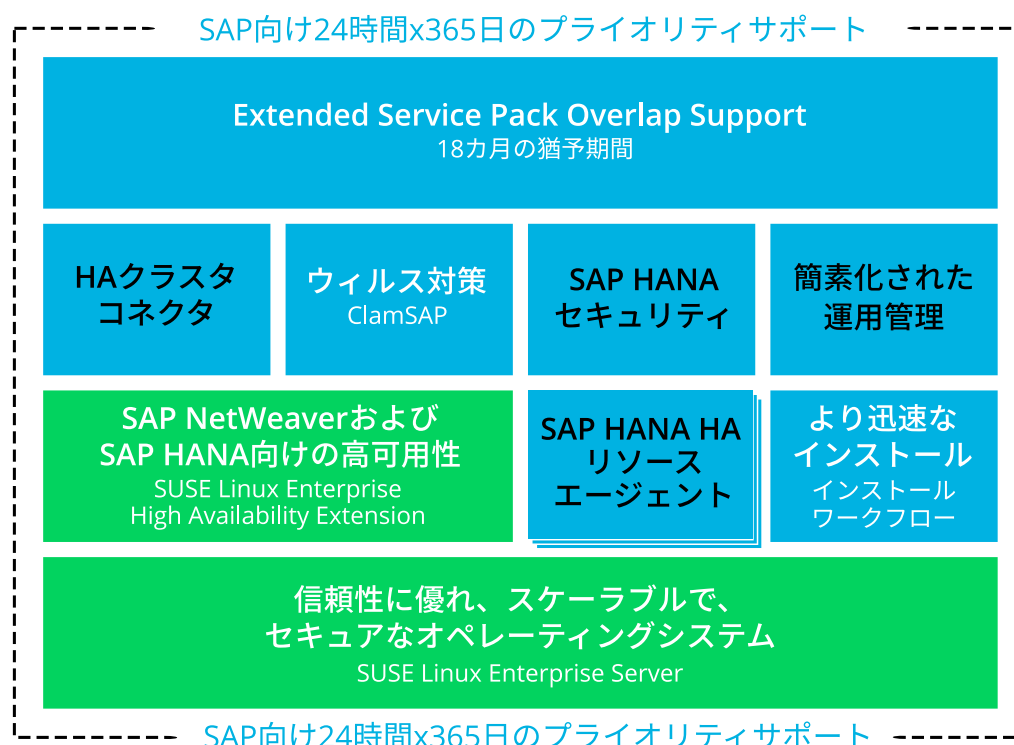 SAP向け24時間x365日のプライオリティサポート
Extended Service Pack Overlap Support
18カ月の猶予期間
HAクラスタ
コネクタ
ウィルス対策
ClamSAP
SAP HANA
セキュリティ
簡素化された
運用管理
SAP NetWeaverおよび
SAP HANA向けの高可用性
SUSE Linux Enterprise
High Availability Extension
SAP HANA HA
リソース
エージェント
より迅速な
インストール
インストール
ワークフロー
信頼性に優れ、スケーラブルで、
セキュアなオペレーティングシステム
SUSE Linux Enterprise Server
SAP向け24時間x365日のプライオリティサポート